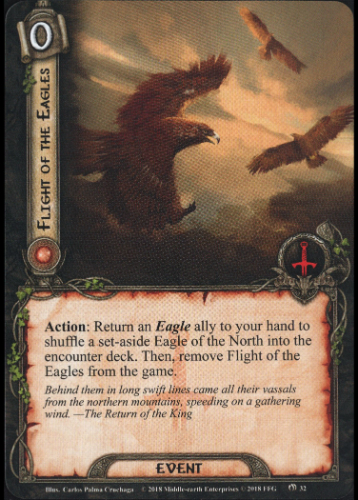 0
FLIGHT OF THE EAGLES
Action: Return an Eagle ally to your hand to
shuffle a set-aside Eagle of the North into the
encounter deck. Then, remove Flight of the
Eagles from the game.
Behind them in long swift lines came all their vassals
from the northern mountains, speeding on a gathering
wind. —The Return of the King
EVENT
Illus. Carlos Palma Cruchaga © 2018 Middle-earth Enterprises © 2018 FFG 32